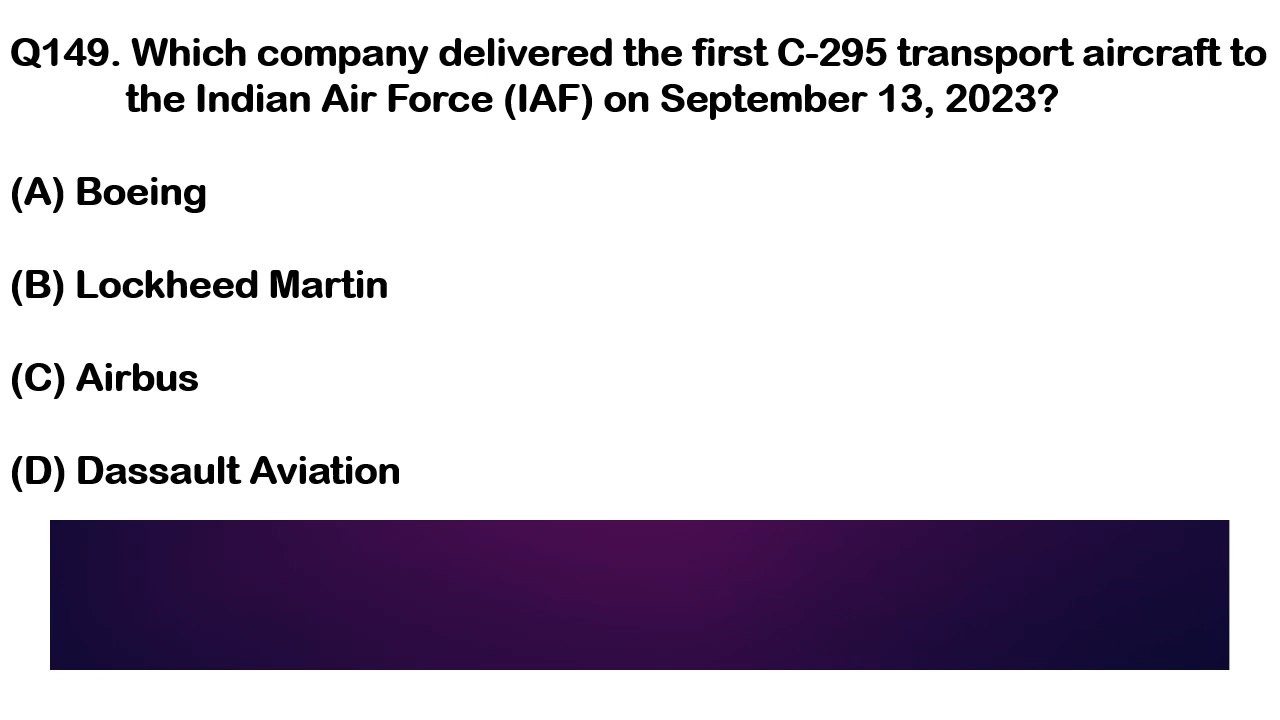 Q149. Which company delivered the first C-295 transport aircraft to
the Indian Air Force (IAF) on September 13, 2023?
(A) Boeing
(B) Lockheed Martin
(C) Airbus
(D) Dassault Aviation